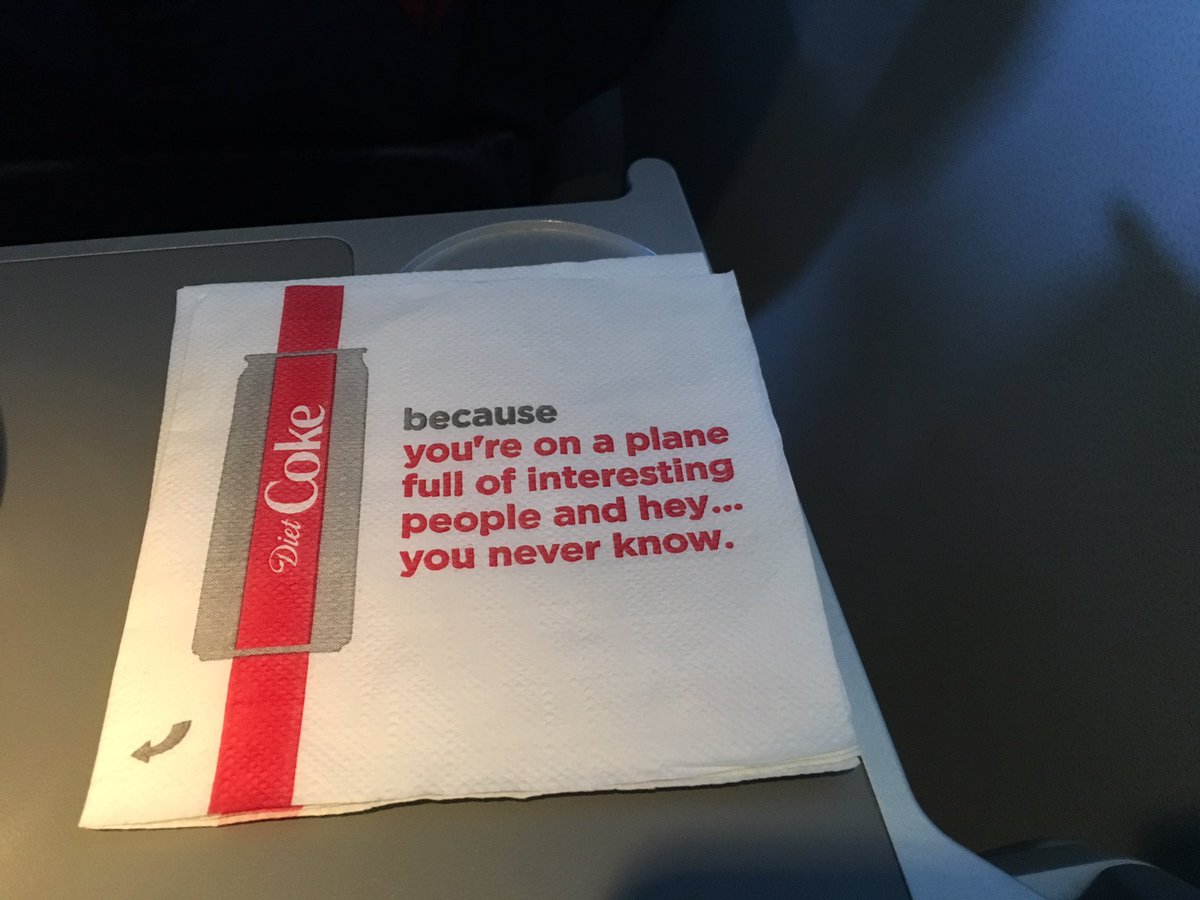 Diet Coke
because
you're on a plane
full of interesting
people and hey...
you never know.